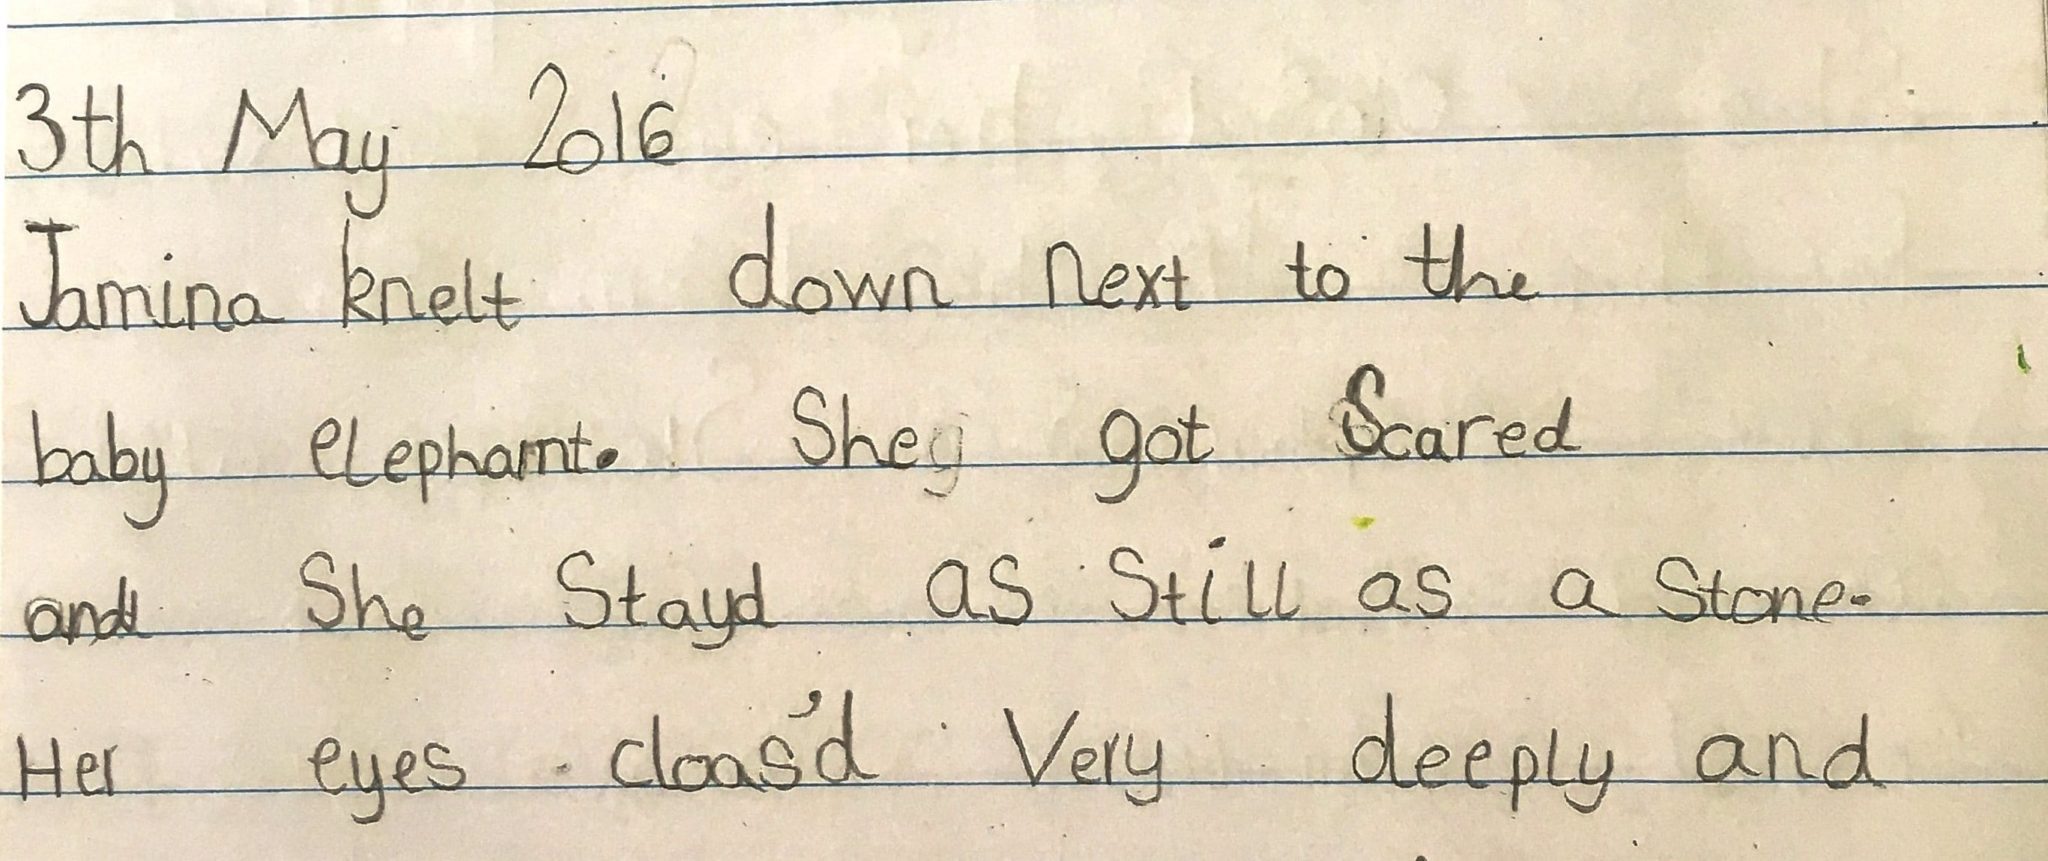 3th May 2016
Jamina knelt down next to the
baby elephamt. She got Scared
and She Stayd as Still as a Stone.
Her eyes cloas'd Very deeply and